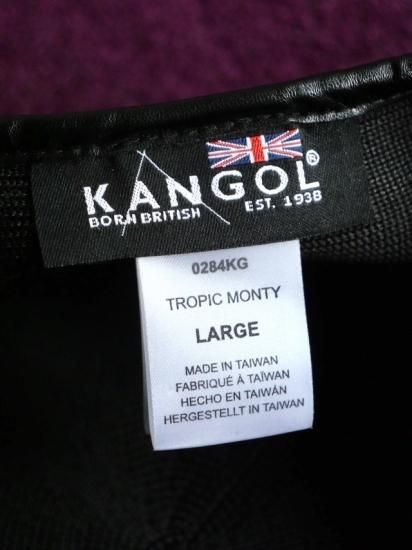 KANGOL®
BORN BRITISH EST. 1938
0284KG
TROPIC MONTY
LARGE
MADE IN TAIWAN
FABRIQUÉ À TAÏWAN
HECHO EN TAIWÁN
HERGESTELLT IN TAIWAN